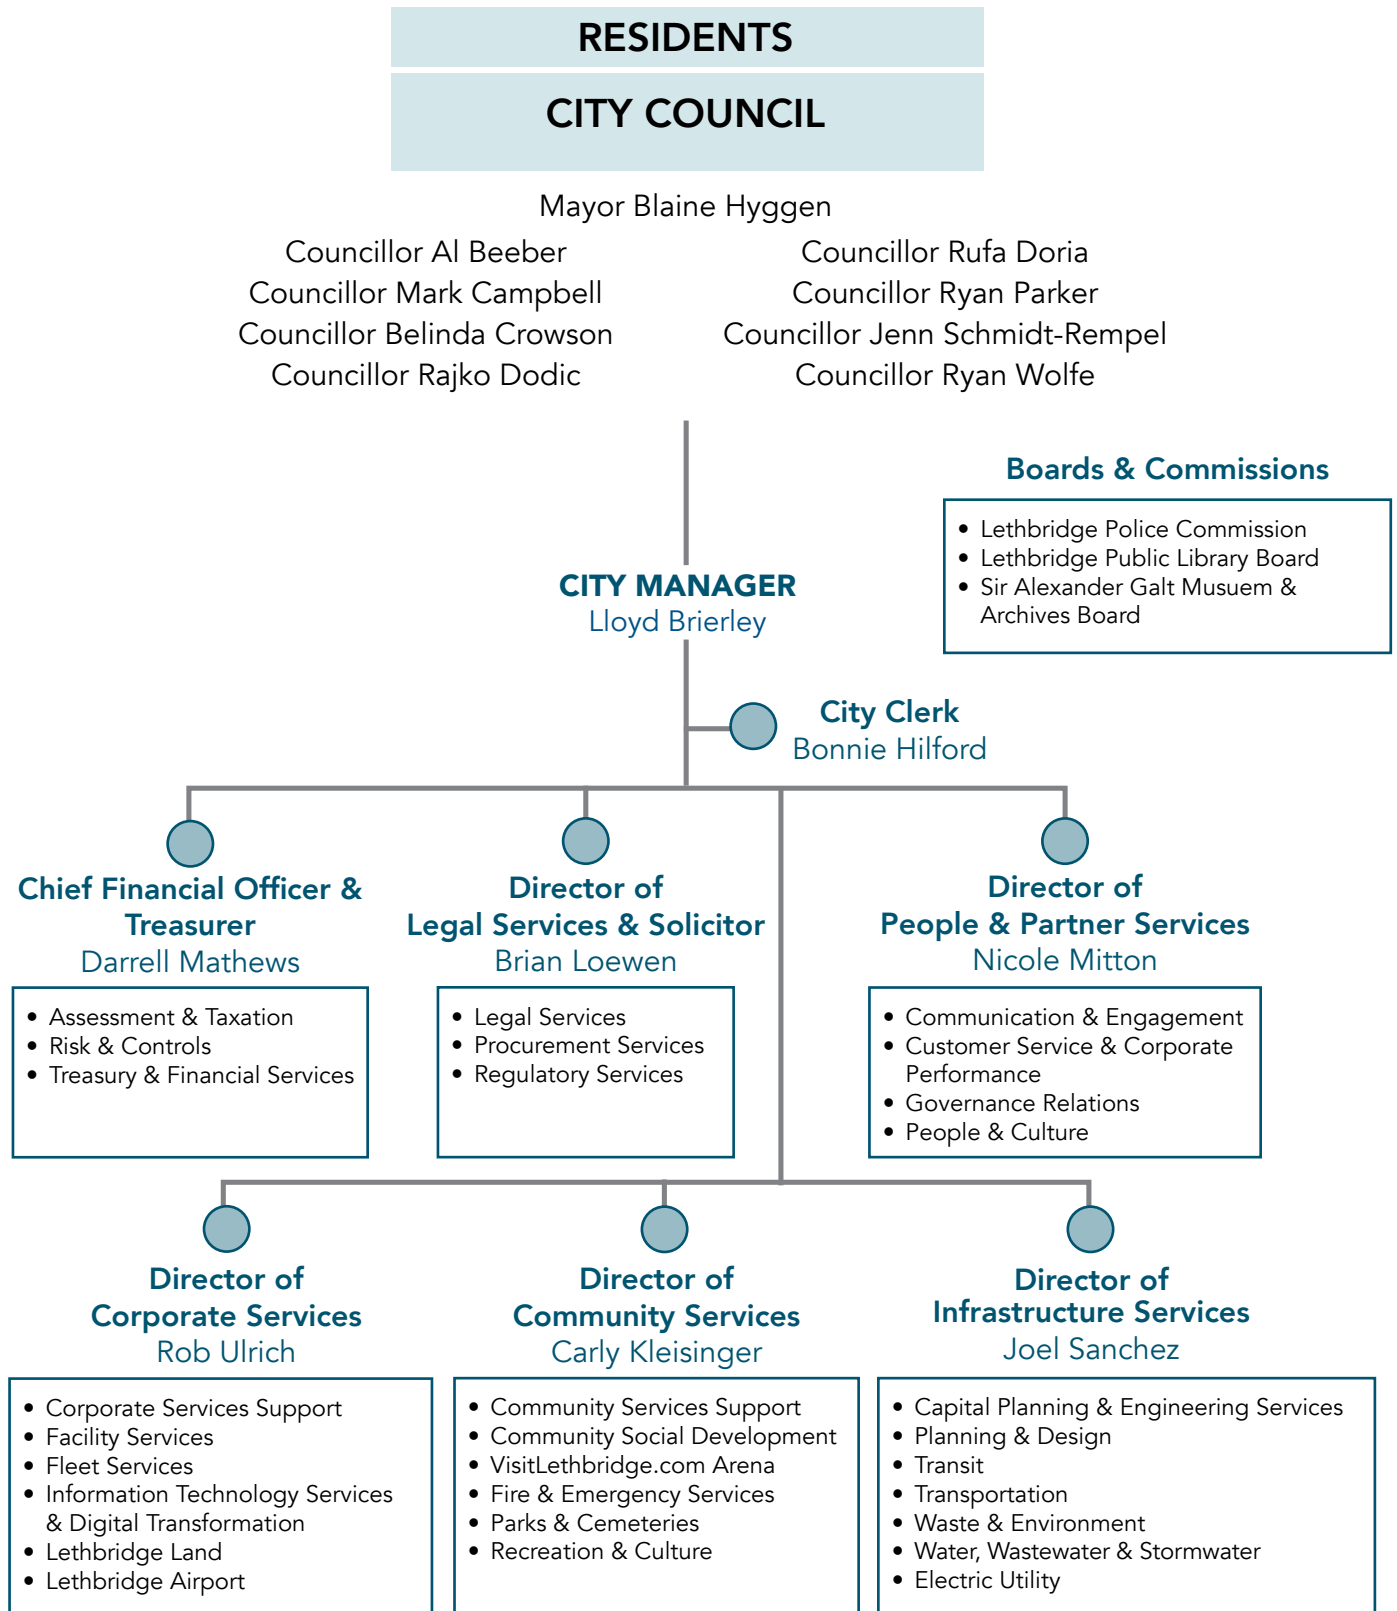 RESIDENTS
CITY COUNCIL
Mayor Blaine Hyggen
Councillor Al Beeber
Councillor Mark Campbell
Councillor Belinda Crowson
Councillor Rajko Dodic
Councillor Rufa Doria
Councillor Ryan Parker
Councillor Jenn Schmidt-Rempel
Councillor Ryan Wolfe
Boards & Commissions
• Lethbridge Police Commission
• Lethbridge Public Library Board
• Sir Alexander Galt Musuem &
Archives Board
CITY MANAGER
Lloyd Brierley
City Clerk
Bonnie Hilford
Chief Financial Officer &
Treasurer
Darrell Mathews
• Assessment & Taxation
• Risk & Controls
• Treasury & Financial Services
Director of
Legal Services & Solicitor
Brian Loewen
• Legal Services
• Procurement Services
• Regulatory Services
Director of
People & Partner Services
Nicole Mitton
• Communication & Engagement
• Customer Service & Corporate
Performance
• Governance Relations
• People & Culture
Director of
Corporate Services
Rob Ulrich
• Corporate Services Support
• Facility Services
• Fleet Services
• Information Technology Services
& Digital Transformation
• Lethbridge Land
• Lethbridge Airport
Director of
Community Services
Carly Kleisinger
• Community Services Support
• Community Social Development
• VisitLethbridge.com Arena
• Fire & Emergency Services
• Parks & Cemeteries
• Recreation & Culture
Director of
Infrastructure Services
Joel Sanchez
• Capital Planning & Engineering Services
• Planning & Design
• Transit
• Transportation
• Waste & Environment
• Water, Wastewater & Stormwater
• Electric Utility